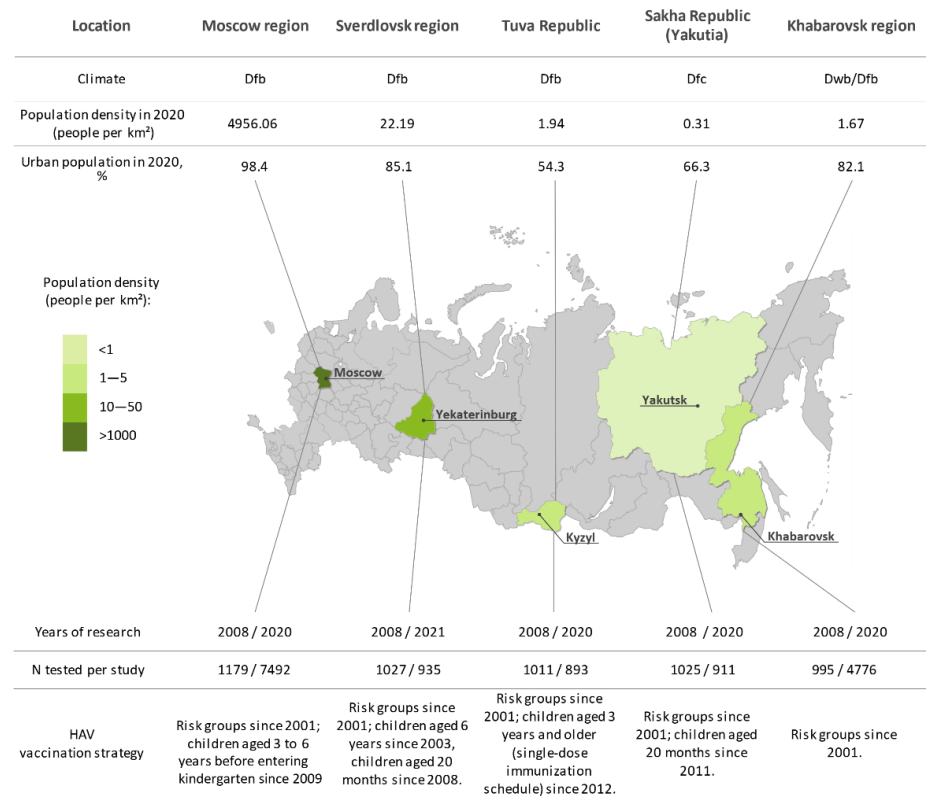 Location
Moscow region
Sverdlovsk region
Tuva Republic
Sakha Republic
(Yakutia)
Khabarovsk region
Climate
Dfb
Dfb
Dfb
Dfc
Dwb/Dfb
Population density in 2020
(people per km²)
4956.06
22.19
1.94
0.31
1.67
Urban population in 2020,
%
98.4
85.1
54.3
66.3
82.1
Population density
(people per km²):
<1
1—5
10—50
>1000
Moscow
Yekaterinburg
Yakutsk
Kyzyl
Khabarovsk
Years of research
2008 / 2020
2008 / 2021
2008 / 2020
2008 / 2020
2008 / 2020
N tested per study
1179 / 7492
1027 / 935
1011 / 893
1025 / 911
995 / 4776
HAV
vaccination strategy
Risk groups since 2001;
children aged 3 to 6
years before entering
kindergarten since 2009
Risk groups since
2001; children aged 6
years since 2003,
children aged 20
months since 2008.
Risk groups since
2001; children aged 3
years and older
(single-dose
immunization
schedule) since 2012.
Risk groups since
2001; children aged
20 months since
2011.
Risk groups since
2001.